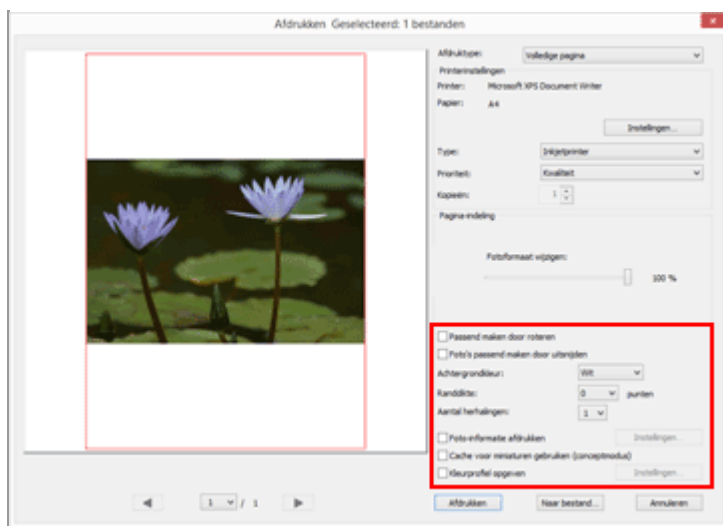 Afdrukken Geselecteerd: 1 bestanden
Afdruktype: Volledige pagina
Printerinstellingen
Printer: Microsoft XPS Document Writer
Papier: A4
Instellingen...
Type: Inkjetprinter
Prioriteit: Kwaliteit
Kopieën: 1
Pagina-indeling
Fotoformaat wijzigen:
100 %
Passend maken door roteren
Foto's passend maken door uitsnijden
Achtergrondkleur: Wit
Randdikte: 0 punten
Aantal herhalingen: 1
Foto-informatie afdrukken Instellingen...
Cache voor miniaturen gebruiken (conceptmodus)
Kleurprofiel opgeven Instellingen...
1 / 1 Afdrukken Naar bestand... Annuleren